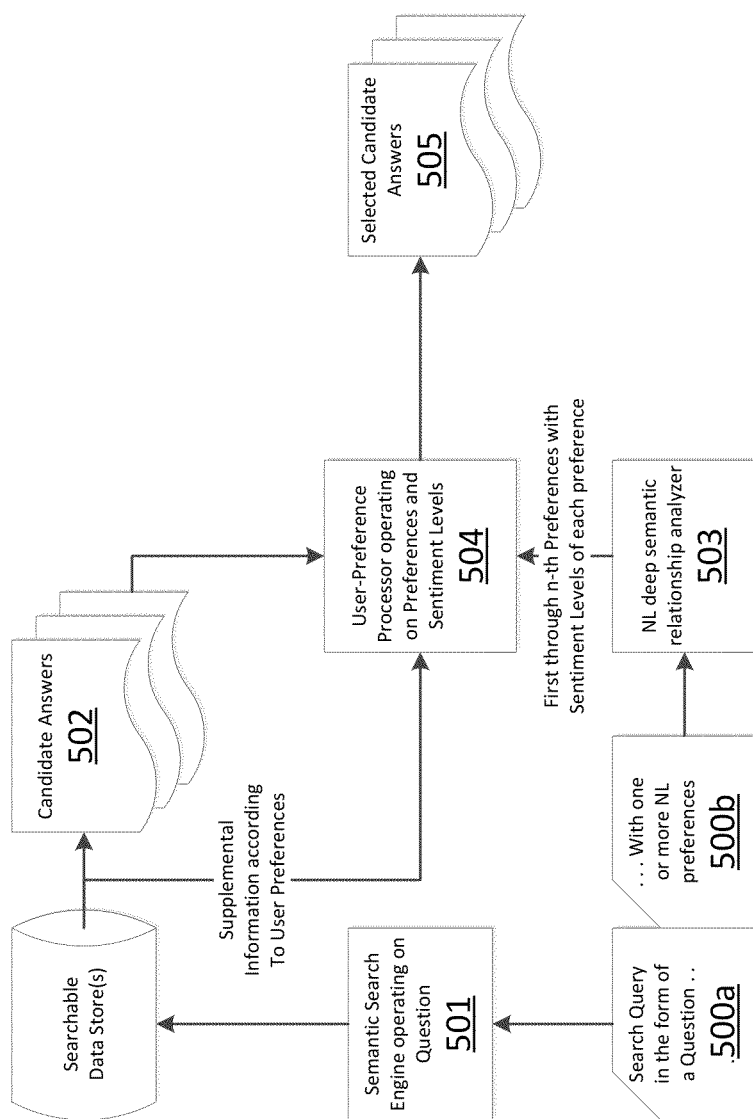 Searchable
Data Store(s)
Candidate Answers
502
Supplemental
Information according
To User Preferences
Semantic Search
Engine operating on
Question
501
User-Preference
Processor operating
on Preferences and
Sentiment Levels
504
Selected Candidate
Answers
505
First through n-th Preferences with
Sentiment Levels of each preference
Search Query
in the form of
a Question . .
.500a
. . . With one
or more NL
preferences
500b
NL deep semantic
relationship analyzer
503